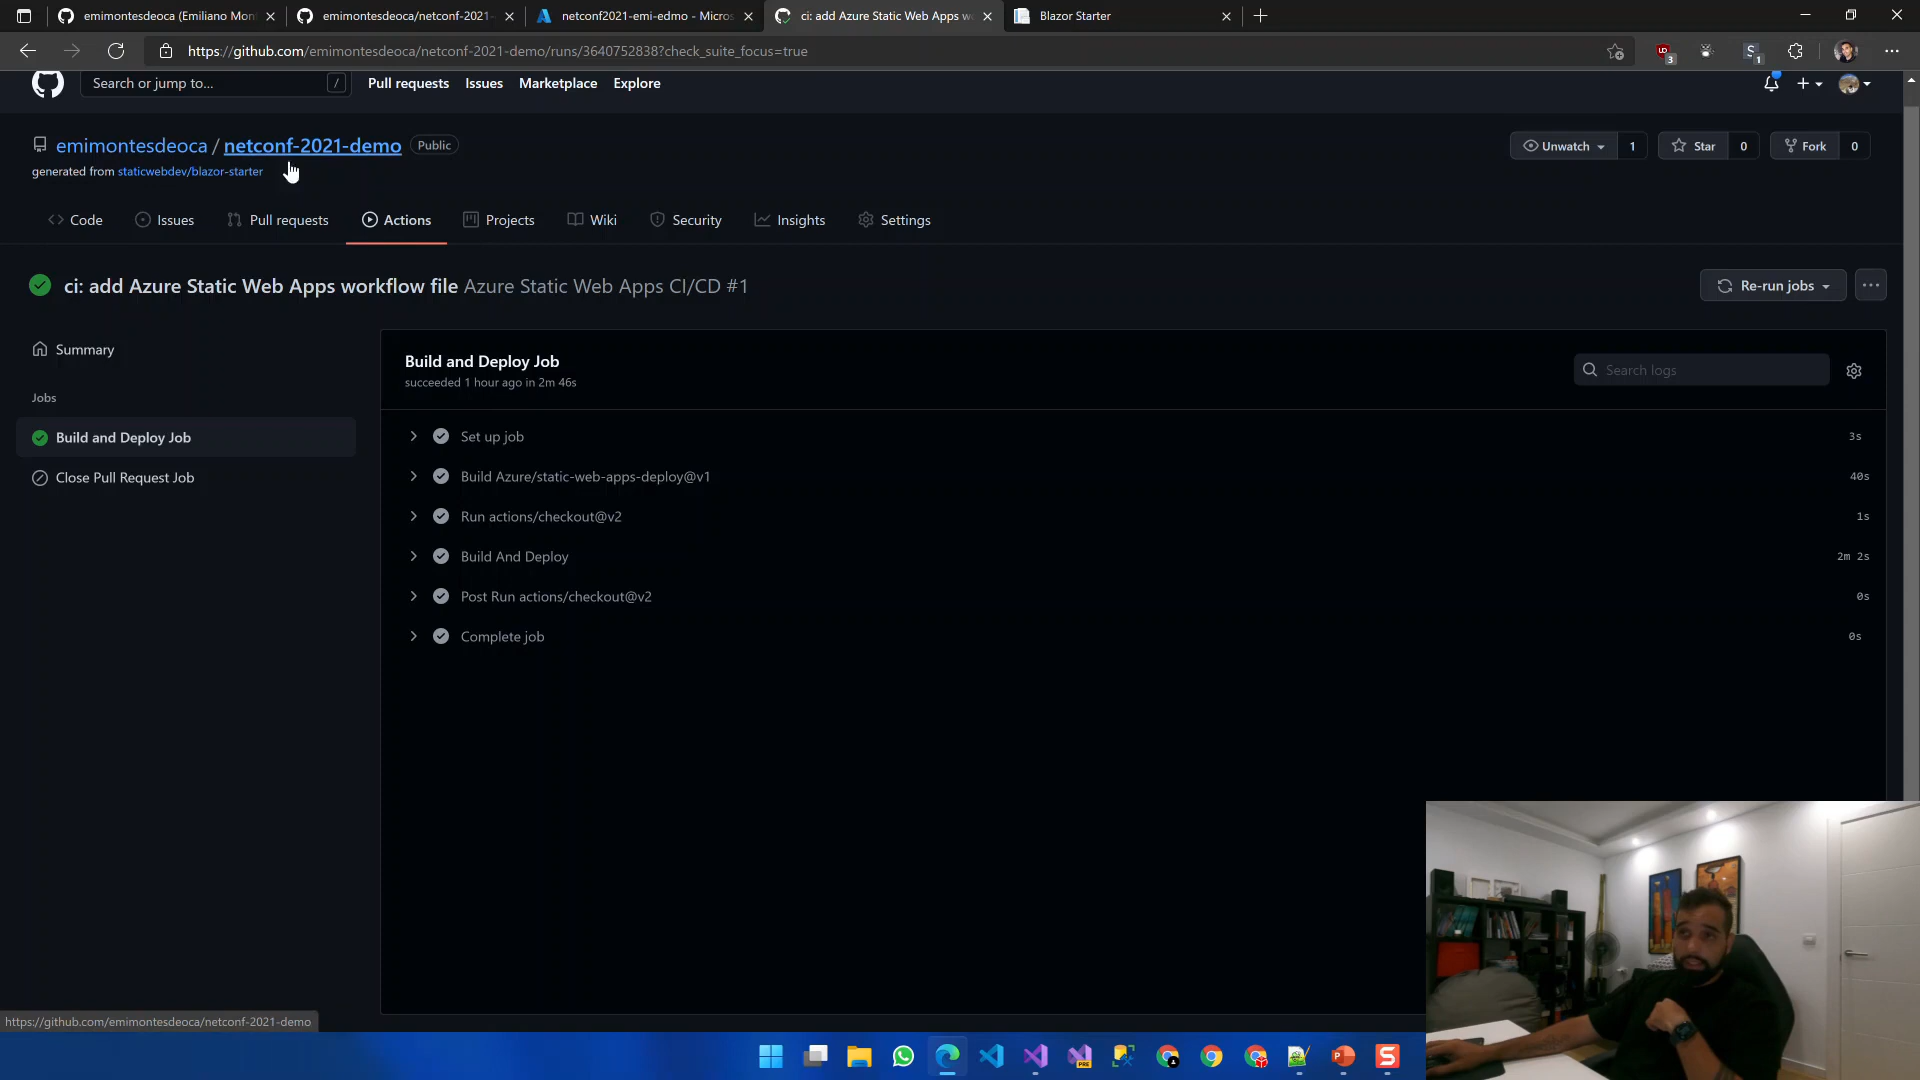 emimontesdeoca (Emiliano Mon
emimontesdeoca/netconf-2021-
netconf2021-emi-edmo - Micros
ci: add Azure Static Web Apps w
Blazor Starter
https://github.com/emimontesdeoca/netconf-2021-demo/runs/3640752838?check_suite_focus=true
3
1
Search or jump to...
/
Pull requests
Issues
Marketplace
Explore
emimontesdeoca / netconf-2021-demo
Public
Unwatch
1
Star
0
Fork
0
generated from staticwebdev/blazor-starter
Code
Issues
Pull requests
Actions
Projects
Wiki
Security
Insights
Settings
ci: add Azure Static Web Apps workflow file Azure Static Web Apps CI/CD #1
Re-run jobs
Summary
Jobs
Build and Deploy Job
Close Pull Request Job
Build and Deploy Job
succeeded 1 hour ago in 2m 46s
Search logs
Set up job
3s
Build Azure/static-web-apps-deploy@v1
40s
Run actions/checkout@v2
1s
Build And Deploy
2m 2s
Post Run actions/checkout@v2
0s
Complete job
0s
https://github.com/emimontesdeoca/netconf-2021-demo